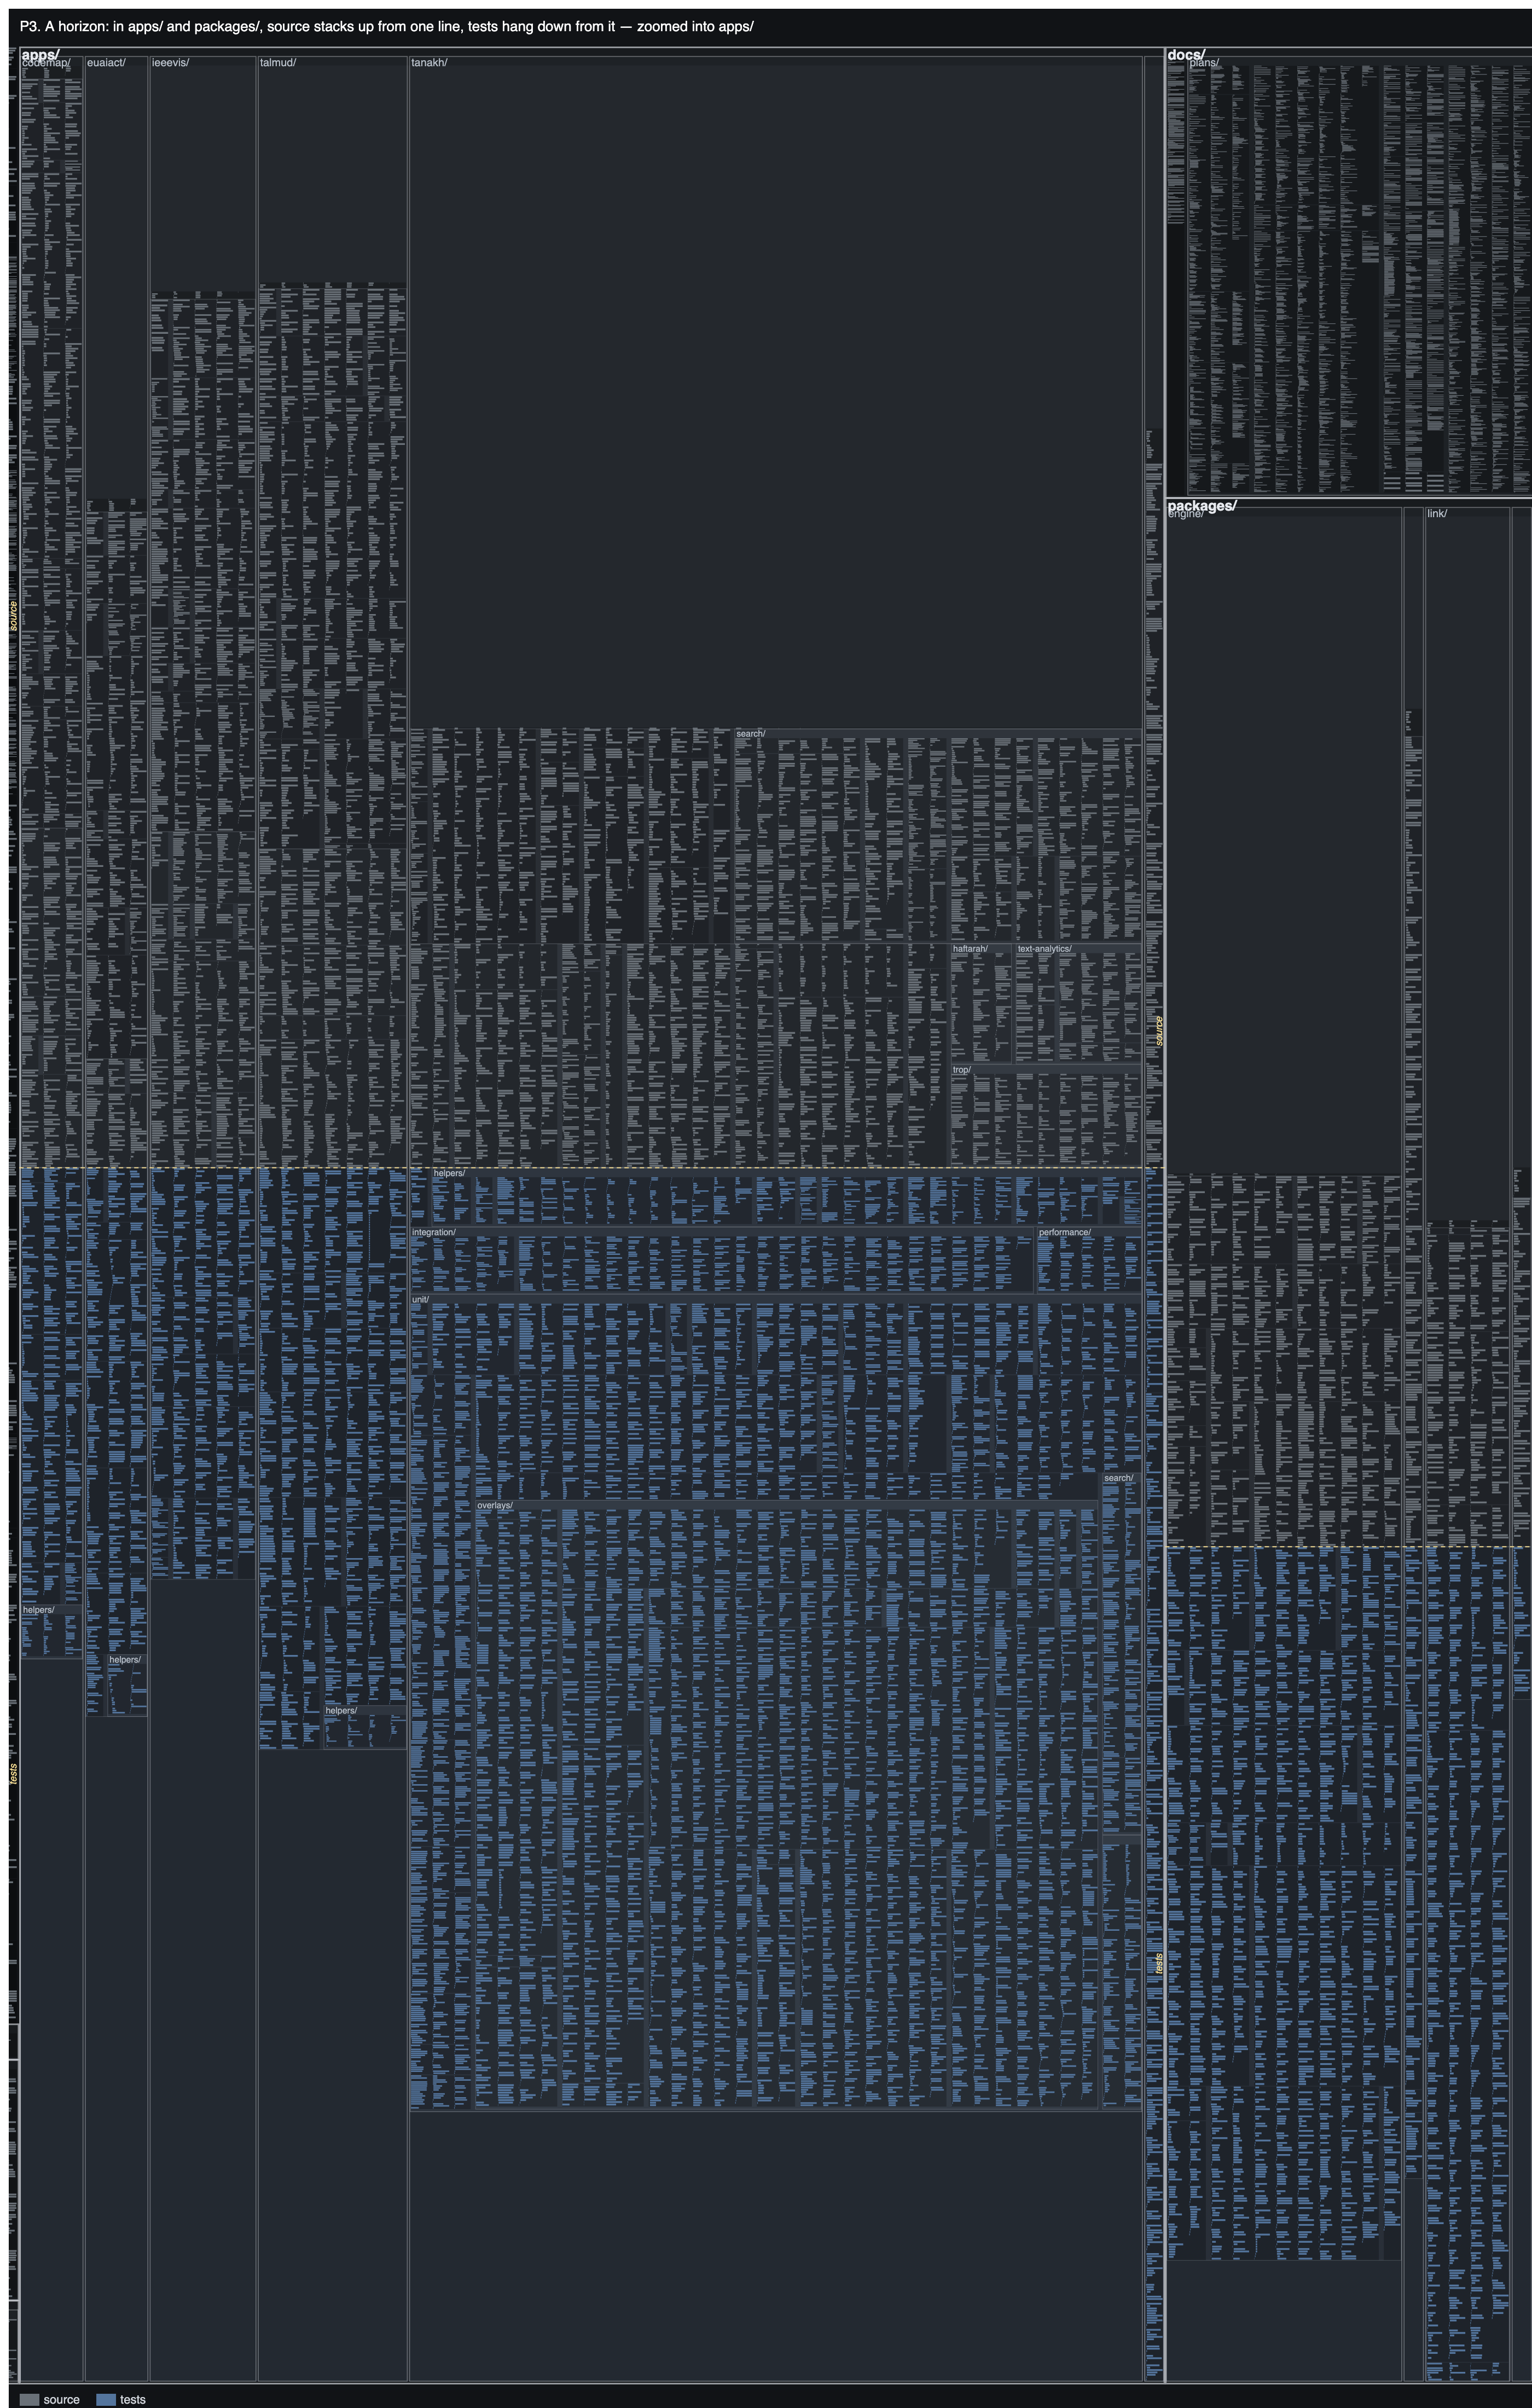 P3. A horizon: in apps/ and packages/, source stacks up from one line, tests hang down from it — zoomed into apps/
apps/
codemap/
euaiact/
ieeevis/
talmud/
tanakh/
docs/
plans/
packages/
engine/
link/
source
search/
haftarah/
text-analytics/
source
trop/
helpers/
integration/
performance/
unit/
search/
overlays/
helpers/
helpers/
helpers/
tests
tests
source
tests